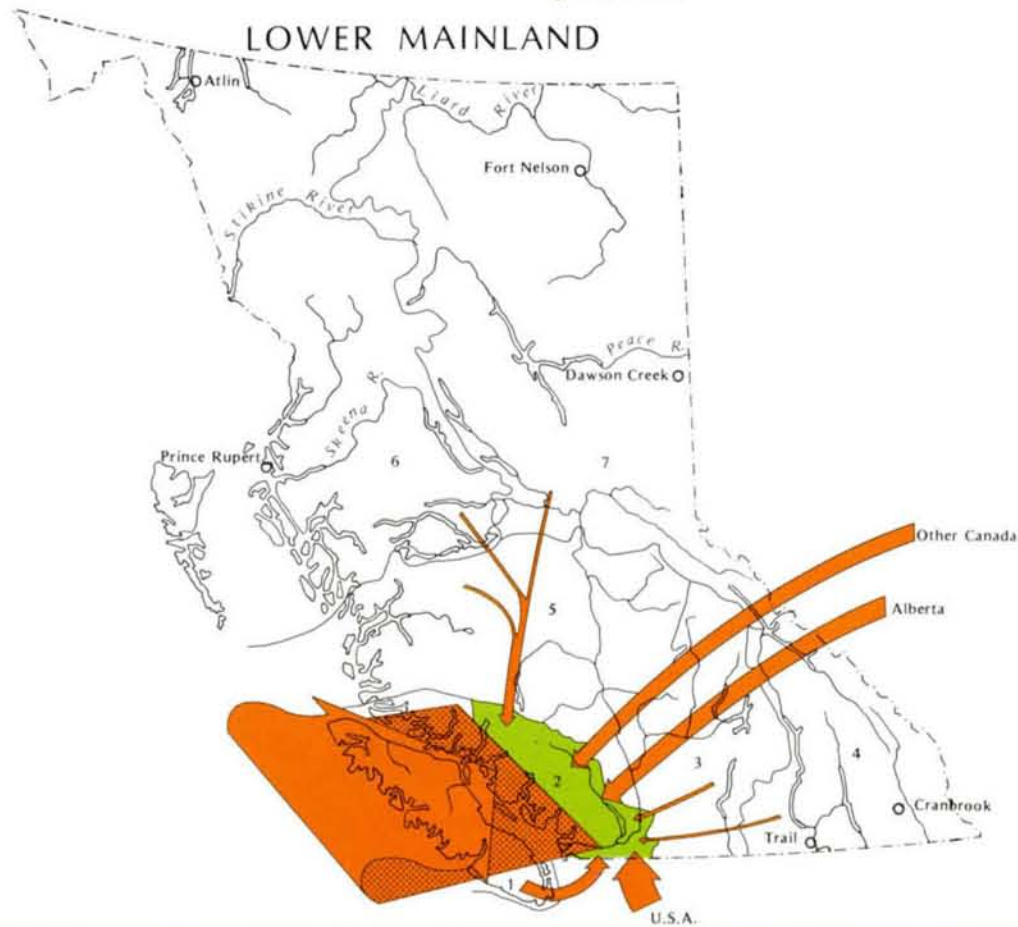 LOWER MAINLAND
Atlin
Liard River
Fort Nelson
Stikine River
Peace R.
Dawson Creek
Skeena R.
Prince Rupert
6
7
Other Canada
5
Alberta
2
3
4
Cranbrook
Trail
1
U.S.A.